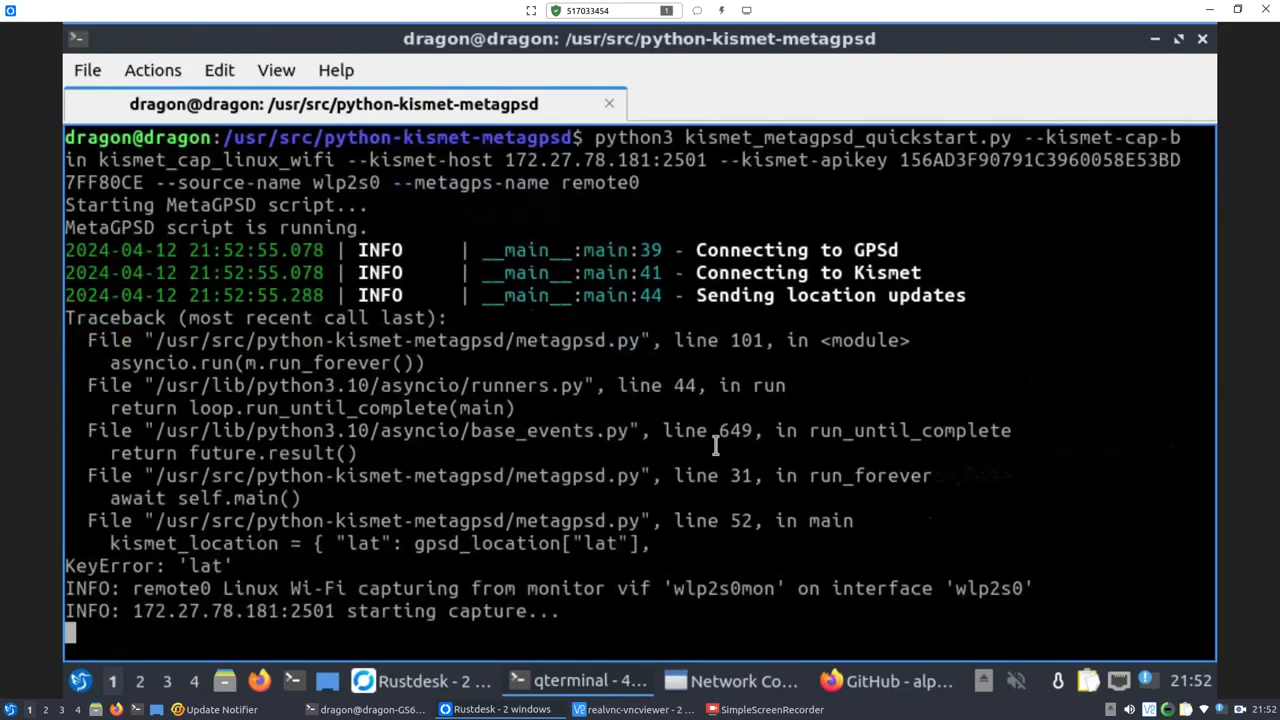 517033454
1
dragon@dragon: /usr/src/python-kismet-metagpsd
File Actions Edit View Help
dragon@dragon: /usr/src/python-kismet-metagpsd
dragon@dragon:/usr/src/python-kismet-metagpsd$ python3 kismet_metagpsd_quickstart.py --kismet-cap-b
in kismet_cap_linux_wifi --kismet-host 172.27.78.181:2501 --kismet-apikey 156AD3F90791C3960058E53BD
7FF80CE --source-name wlp2s0 --metagps-name remote0
Starting MetaGPSD script...
MetaGPSD script is running.
2024-04-12 21:52:55.078 | INFO     | __main__:main:39 - Connecting to GPSd
2024-04-12 21:52:55.078 | INFO     | __main__:main:41 - Connecting to Kismet
2024-04-12 21:52:55.288 | INFO     | __main__:main:44 - Sending location updates
Traceback (most recent call last):
  File "/usr/src/python-kismet-metagpsd/metagpsd.py", line 101, in <module>
    asyncio.run(m.run_forever())
  File "/usr/lib/python3.10/asyncio/runners.py", line 44, in run
    return loop.run_until_complete(main)
  File "/usr/lib/python3.10/asyncio/base_events.py", line 649, in run_until_complete
    return future.result()
  File "/usr/src/python-kismet-metagpsd/metagpsd.py", line 31, in run_forever
    await self.main()
  File "/usr/src/python-kismet-metagpsd/metagpsd.py", line 52, in main
    kismet_location = { "lat": gpsd_location["lat"],
KeyError: 'lat'
INFO: remote0 Linux Wi-Fi capturing from monitor vif 'wlp2s0mon' on interface 'wlp2s0'
INFO: 172.27.78.181:2501 starting capture...
1 2 3 4 Rustdesk - 2 ... qterminal - 4... Network Co... GitHub - alp... 21:52
1 2 3 4 Update Notifier dragon@dragon-GS6... Rustdesk - 2 windows realvnc-vncviewer - 2 ... SimpleScreenRecorder 21:52